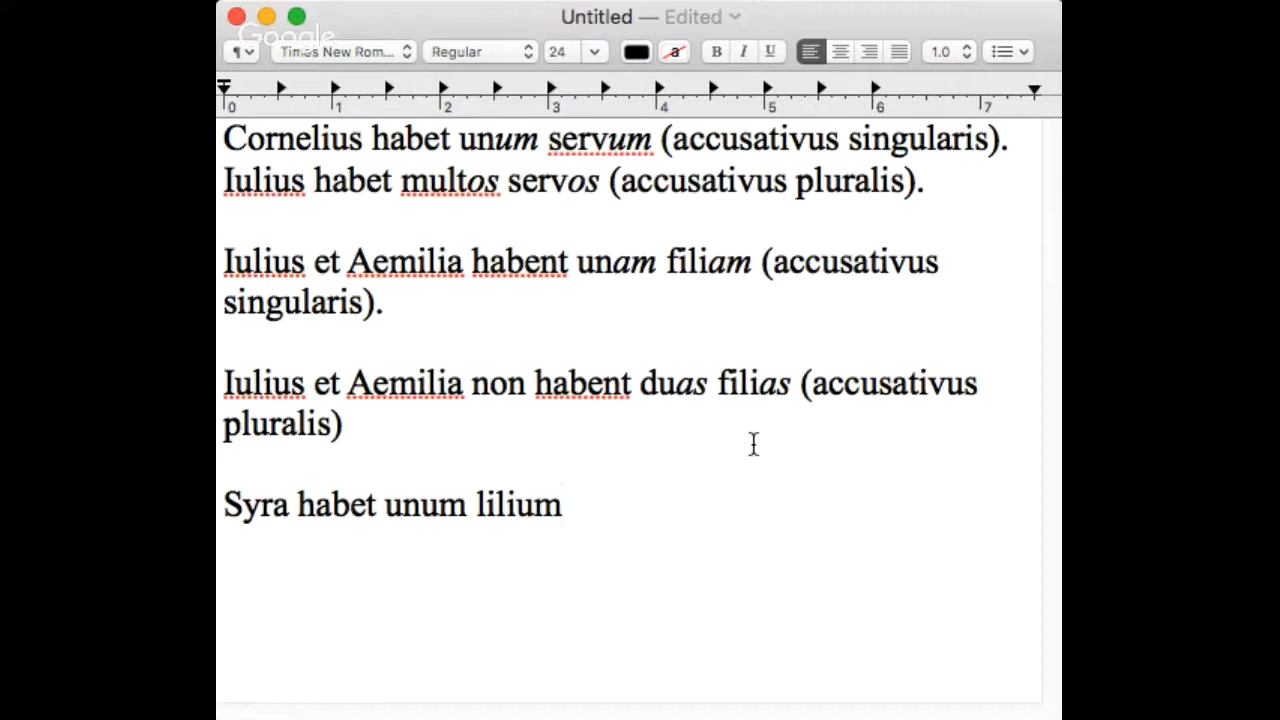 Untitled — Edited
Google
¶ Times New Rom... Regular 24 a B I U 1.0
0 1 2 3 4 5 6 7
Cornelius habet unum servum (accusativus singularis).
Iulius habet multos servos (accusativus pluralis).
Iulius et Aemilia habent unam filiam (accusativus
singularis).
Iulius et Aemilia non habent duas filias (accusativus
pluralis)
Syra habet unum lilium